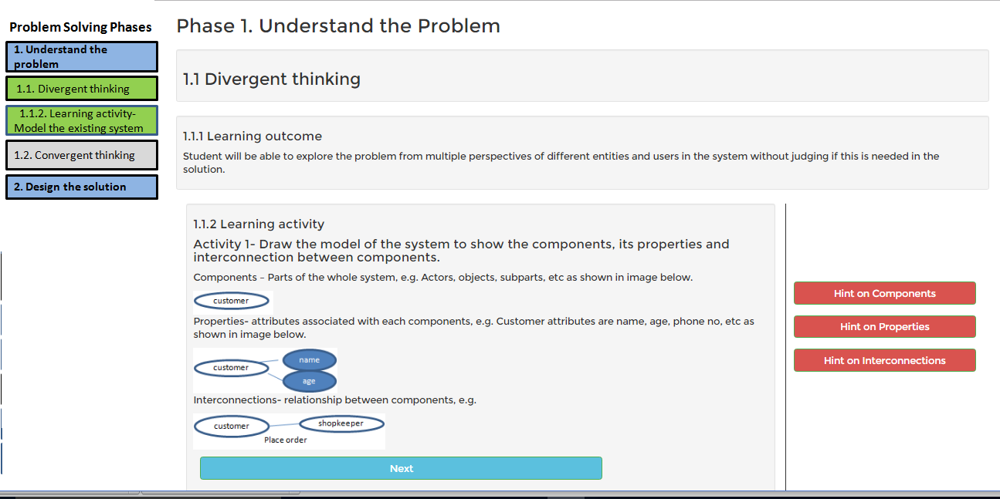 Problem Solving Phases
1. Understand the
problem
1.1. Divergent thinking
1.1.2. Learning activity-
Model the existing system
1.2. Convergent thinking
2. Design the solution
Phase 1. Understand the Problem
1.1 Divergent thinking
1.1.1 Learning outcome
Student will be able to explore the problem from multiple perspectives of different entities and users in the system without judging if this is needed in the
solution.
1.1.2 Learning activity
Activity 1- Draw the model of the system to show the components, its properties and
interconnection between components.
Components – Parts of the whole system, e.g. Actors, objects, subparts, etc as shown in image below.
customer
Properties- attributes associated with each components, e.g. Customer attributes are name, age, phone no, etc as
shown in image below.
customer
name
age
Interconnections- relationship between components, e.g.
customer
shopkeeper
Place order
Next
Hint on Components
Hint on Properties
Hint on Interconnections